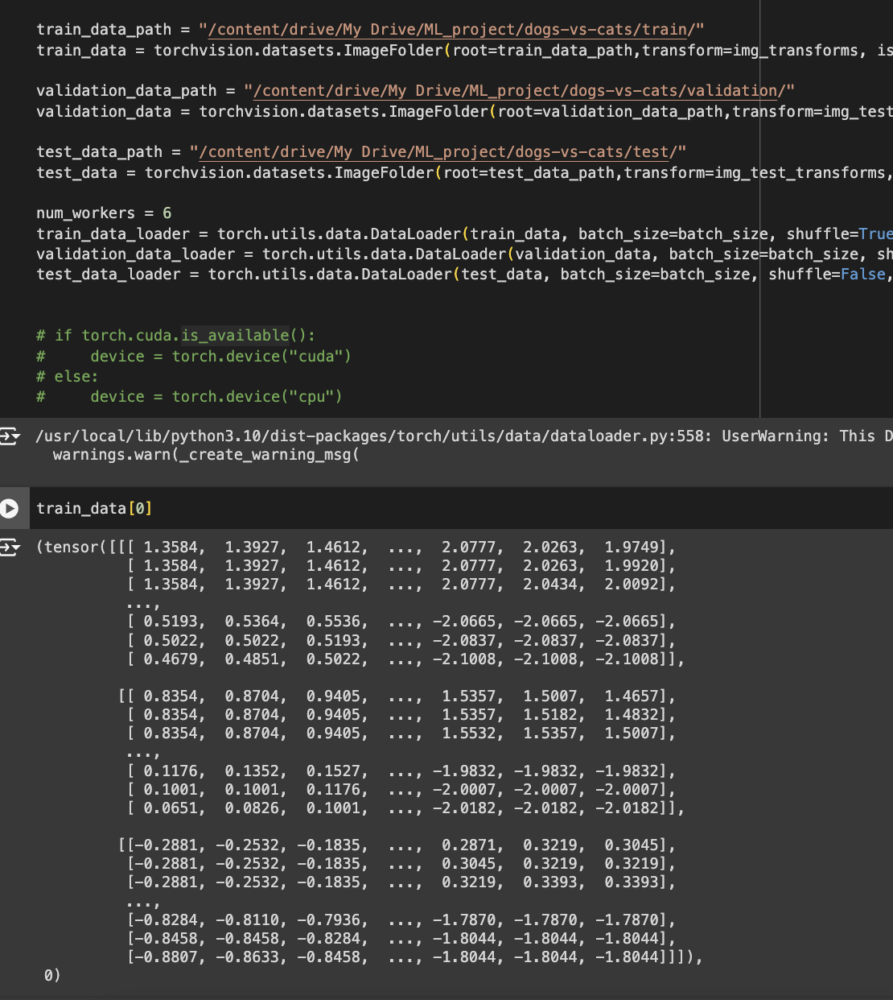 train_data_path = "/content/drive/My Drive/ML_project/dogs-vs-cats/train/"
train_data = torchvision.datasets.ImageFolder(root=train_data_path,transform=img_transforms, is
validation_data_path = "/content/drive/My Drive/ML_project/dogs-vs-cats/validation/"
validation_data = torchvision.datasets.ImageFolder(root=validation_data_path,transform=img_test
test_data_path = "/content/drive/My Drive/ML_project/dogs-vs-cats/test/"
test_data = torchvision.datasets.ImageFolder(root=test_data_path,transform=img_test_transforms,
num_workers = 6
train_data_loader = torch.utils.data.DataLoader(train_data, batch_size=batch_size, shuffle=True
validation_data_loader = torch.utils.data.DataLoader(validation_data, batch_size=batch_size, sh
test_data_loader = torch.utils.data.DataLoader(test_data, batch_size=batch_size, shuffle=False,
# if torch.cuda.is_available():
#     device = torch.device("cuda")
# else:
#     device = torch.device("cpu")
/usr/local/lib/python3.10/dist-packages/torch/utils/data/dataloader.py:558: UserWarning: This D
  warnings.warn(_create_warning_msg(
train_data[0]
(tensor([[[ 1.3584,  1.3927,  1.4612,  ...,  2.0777,  2.0263,  1.9749],
          [ 1.3584,  1.3927,  1.4612,  ...,  2.0777,  2.0263,  1.9920],
          [ 1.3584,  1.3927,  1.4612,  ...,  2.0777,  2.0434,  2.0092],
          ...,
          [ 0.5193,  0.5364,  0.5536,  ..., -2.0665, -2.0665, -2.0665],
          [ 0.5022,  0.5022,  0.5193,  ..., -2.0837, -2.0837, -2.0837],
          [ 0.4679,  0.4851,  0.5022,  ..., -2.1008, -2.1008, -2.1008]],
         [[ 0.8354,  0.8704,  0.9405,  ...,  1.5357,  1.5007,  1.4657],
          [ 0.8354,  0.8704,  0.9405,  ...,  1.5357,  1.5182,  1.4832],
          [ 0.8354,  0.8704,  0.9405,  ...,  1.5532,  1.5357,  1.5007],
          ...,
          [ 0.1176,  0.1352,  0.1527,  ..., -1.9832, -1.9832, -1.9832],
          [ 0.1001,  0.1001,  0.1176,  ..., -2.0007, -2.0007, -2.0007],
          [ 0.0651,  0.0826,  0.1001,  ..., -2.0182, -2.0182, -2.0182]],
         [[-0.2881, -0.2532, -0.1835,  ...,  0.2871,  0.3219,  0.3045],
          [-0.2881, -0.2532, -0.1835,  ...,  0.3045,  0.3219,  0.3219],
          [-0.2881, -0.2532, -0.1835,  ...,  0.3219,  0.3393,  0.3393],
          ...,
          [-0.8284, -0.8110, -0.7936,  ..., -1.7870, -1.7870, -1.7870],
          [-0.8458, -0.8458, -0.8284,  ..., -1.8044, -1.8044, -1.8044],
          [-0.8807, -0.8633, -0.8458,  ..., -1.8044, -1.8044, -1.8044]]]),
 0)